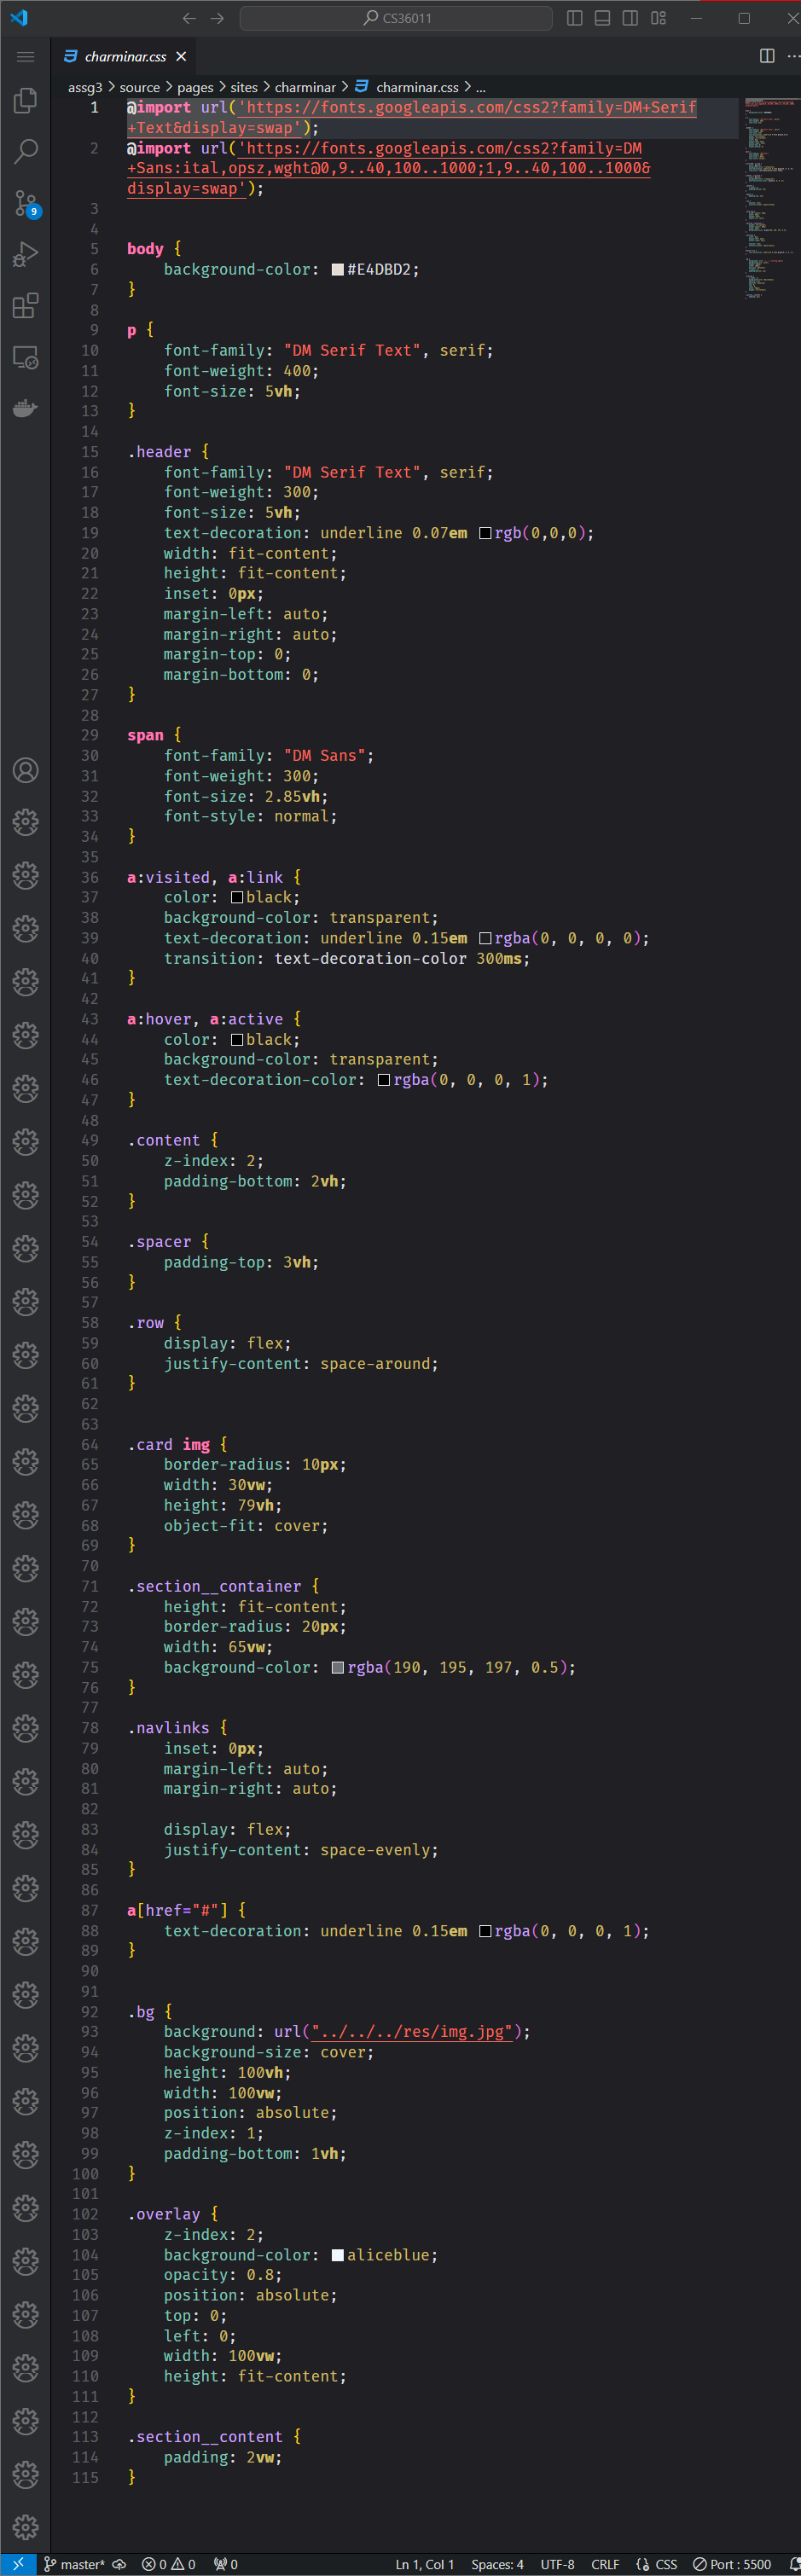 CS36011
charminar.css
assg3 > source > pages > sites > charminar > charminar.css > ...
1 @import url('https://fonts.googleapis.com/css2?family=DM+Serif
+Text&display=swap');
2 @import url('https://fonts.googleapis.com/css2?family=DM
+Sans:ital,opsz,wght@0,9..40,100..1000;1,9..40,100..1000&
display=swap');
3
4
5 body {
6     background-color: #E4DBD2;
7 }
8
9 p {
10     font-family: "DM Serif Text", serif;
11     font-weight: 400;
12     font-size: 5vh;
13 }
14
15 .header {
16     font-family: "DM Serif Text", serif;
17     font-weight: 300;
18     font-size: 5vh;
19     text-decoration: underline 0.07em rgb(0,0,0);
20     width: fit-content;
21     height: fit-content;
22     inset: 0px;
23     margin-left: auto;
24     margin-right: auto;
25     margin-top: 0;
26     margin-bottom: 0;
27 }
28
29 span {
30     font-family: "DM Sans";
31     font-weight: 300;
32     font-size: 2.85vh;
33     font-style: normal;
34 }
35
36 a:visited, a:link {
37     color: black;
38     background-color: transparent;
39     text-decoration: underline 0.15em rgba(0, 0, 0, 0);
40     transition: text-decoration-color 300ms;
41 }
42
43 a:hover, a:active {
44     color: black;
45     background-color: transparent;
46     text-decoration-color: rgba(0, 0, 0, 1);
47 }
48
49 .content {
50     z-index: 2;
51     padding-bottom: 2vh;
52 }
53
54 .spacer {
55     padding-top: 3vh;
56 }
57
58 .row {
59     display: flex;
60     justify-content: space-around;
61 }
62
63
64 .card img {
65     border-radius: 10px;
66     width: 30vw;
67     height: 79vh;
68     object-fit: cover;
69 }
70
71 .section__container {
72     height: fit-content;
73     border-radius: 20px;
74     width: 65vw;
75     background-color: rgba(190, 195, 197, 0.5);
76 }
77
78 .navlinks {
79     inset: 0px;
80     margin-left: auto;
81     margin-right: auto;
82
83     display: flex;
84     justify-content: space-evenly;
85 }
86
87 a[href="#"] {
88     text-decoration: underline 0.15em rgba(0, 0, 0, 1);
89 }
90
91
92 .bg {
93     background: url("../../../res/img.jpg");
94     background-size: cover;
95     height: 100vh;
96     width: 100vw;
97     position: absolute;
98     z-index: 1;
99     padding-bottom: 1vh;
100 }
101
102 .overlay {
103     z-index: 2;
104     background-color: aliceblue;
105     opacity: 0.8;
106     position: absolute;
107     top: 0;
108     left: 0;
109     width: 100vw;
110     height: fit-content;
111 }
112
113 .section__content {
114     padding: 2vw;
115 }
9
master* 0 0 0 Ln 1, Col 1 Spaces: 4 UTF-8 CRLF CSS Port : 5500